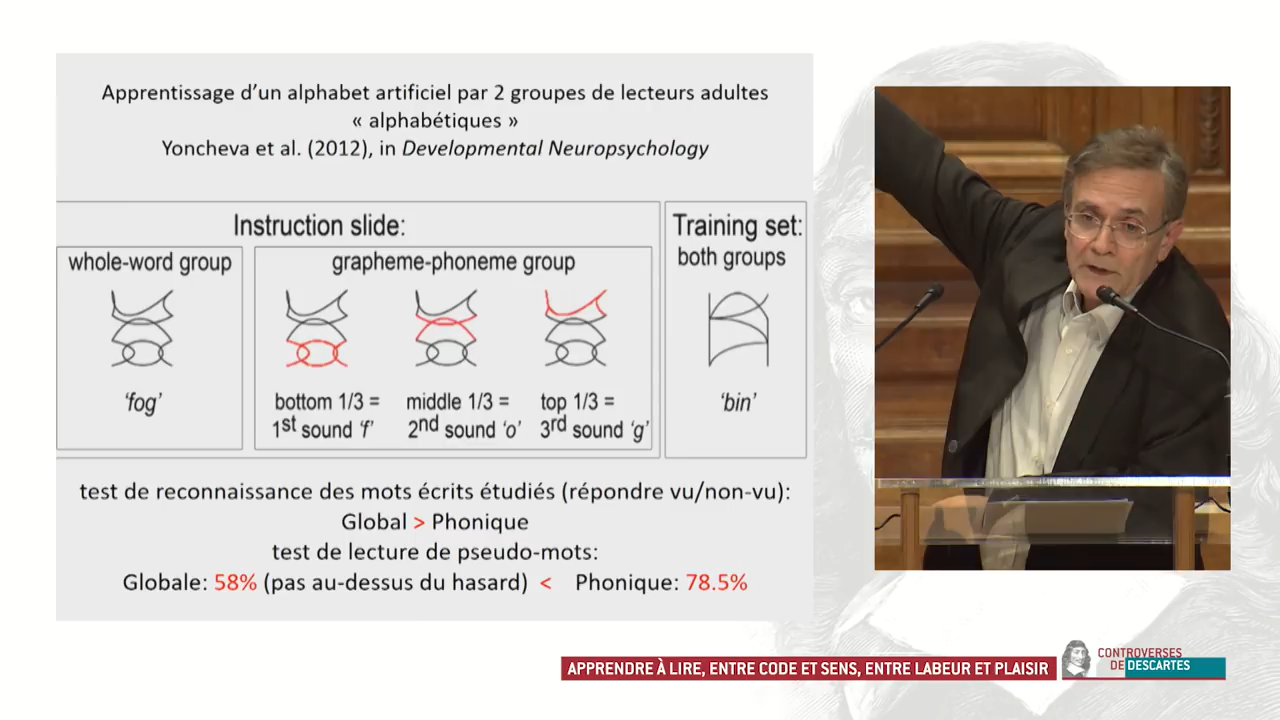 Apprentissage d'un alphabet artificiel par 2 groupes de lecteurs adultes
« alphabétiques »
Yoncheva et al. (2012), in Developmental Neuropsychology
Instruction slide:
whole-word group
'fog'
grapheme-phoneme group
bottom 1/3 =
1st sound 'f'
middle 1/3 =
2nd sound 'o'
top 1/3 =
3rd sound 'g'
Training set:
both groups
'bin'
test de reconnaissance des mots écrits étudiés (répondre vu/non-vu):
Global > Phonique
test de lecture de pseudo-mots:
Globale: 58% (pas au-dessus du hasard) < Phonique: 78.5%
APPRENDRE À LIRE, ENTRE CODE ET SENS, ENTRE LABEUR ET PLAISIR
CONTROVERSES
DE DESCARTES